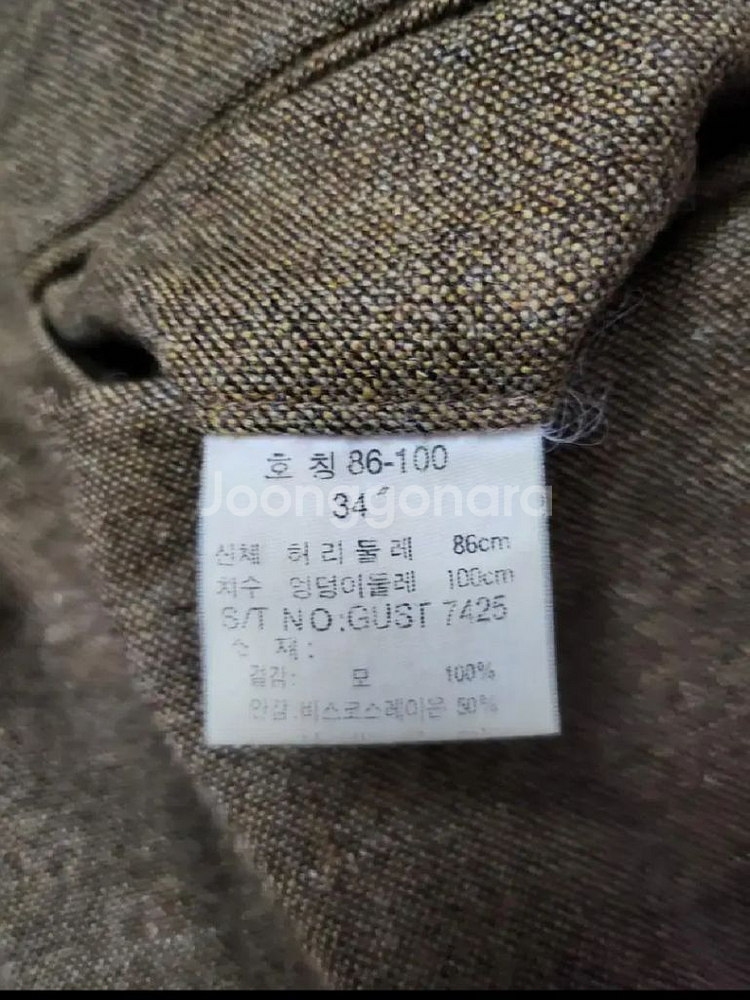 호 칭 86-100
Joonggonara
34"
신체 허 리 둘 레 86cm
치수 엉덩이둘레 100cm
S/T NO:GUST 7425
소 재:
겉감: 모 100%
안감:비스코스레이온 50%